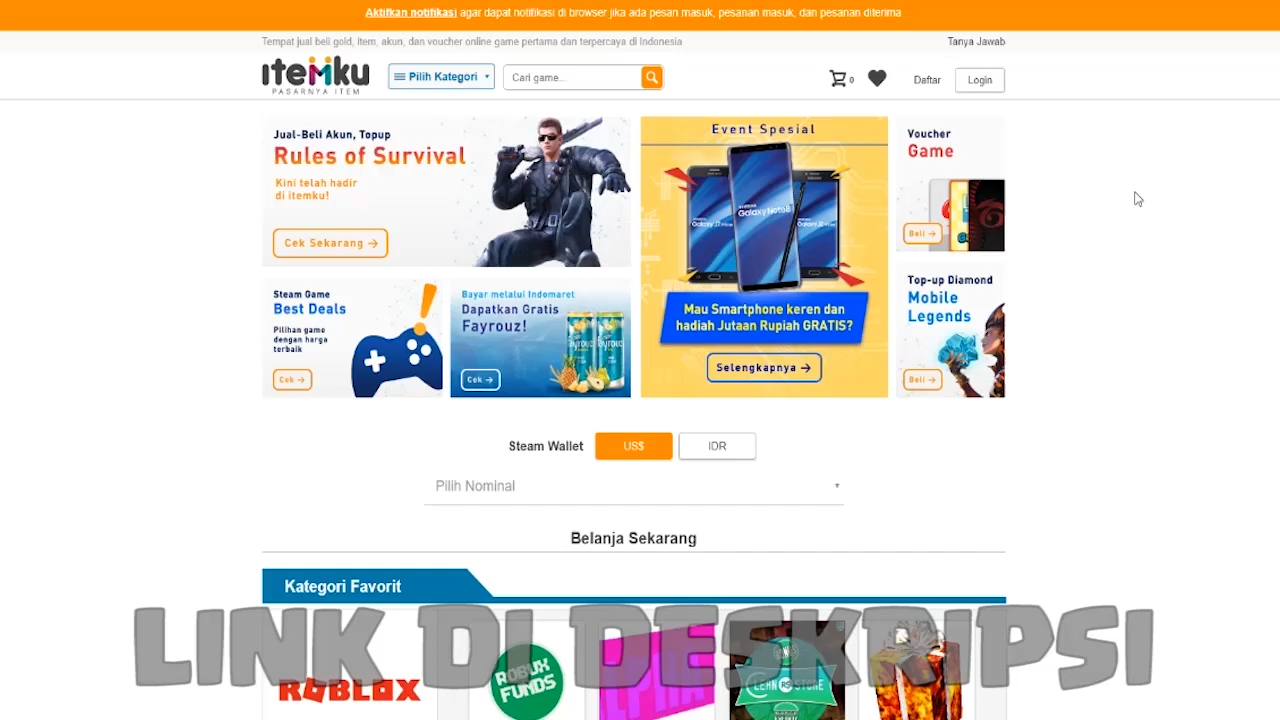 Aktifkan notifikasi agar dapat notifikasi di browser jika ada pesan masuk, pesanan masuk, dan pesanan diterima
Tempat jual beli gold, item, akun, dan voucher online game pertama dan terpercaya di Indonesia
Tanya Jawab
itemku
PASARNYA ITEM
Pilih Kategori
Cari game...
0
Daftar
Login
Jual-Beli Akun, Topup
Rules of Survival
Kini telah hadir
di itemku!
Cek Sekarang →
Steam Game
Best Deals
Pilihan game
dengan harga
terbaik
Cek →
Bayar melalui Indomaret
Dapatkan Gratis
Fayrouz!
Cek →
Fayrouz
Event Spesial
Galaxy Note8
Mau Smartphone keren dan
hadiah Jutaan Rupiah GRATIS?
Selengkapnya →
Voucher
Game
Beli →
Top-up Diamond
Mobile
Legends
Beli →
Steam Wallet
US$
IDR
Pilih Nominal
Belanja Sekarang
Kategori Favorit
LINK DI DESKRIPSI
ROBLOX
ROBUX
FUNDS